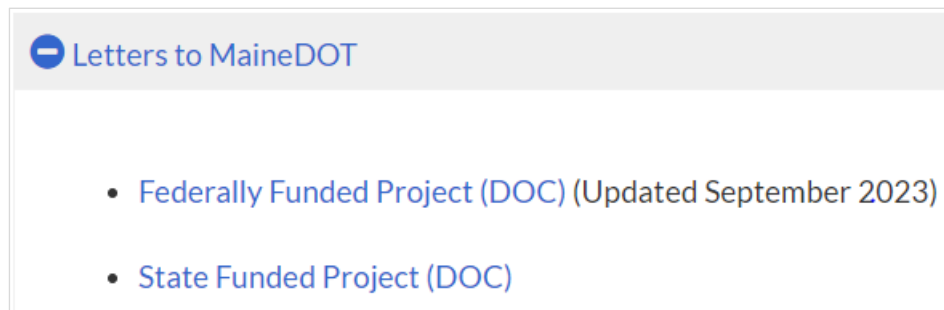 Letters to MaineDOT
• Federally Funded Project (DOC) (Updated September 2023)
• State Funded Project (DOC)